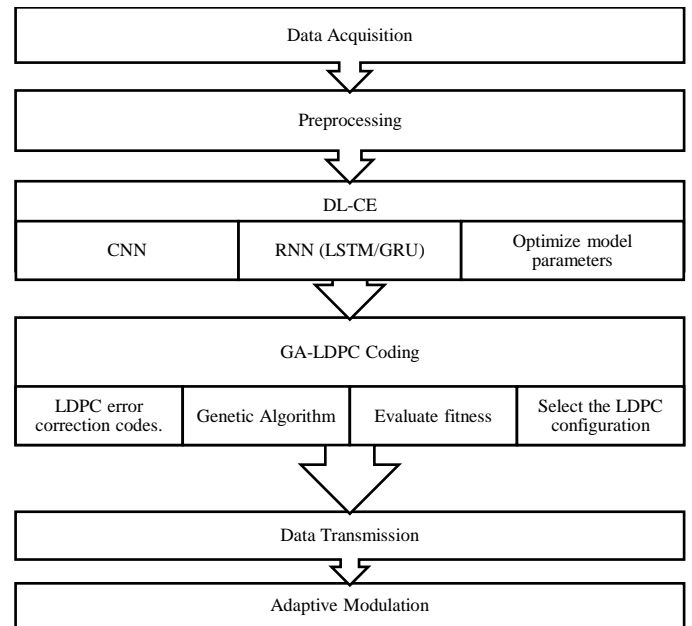 Data Acquisition
Preprocessing
DL-CE
CNN
RNN (LSTM/GRU)
Optimize model
parameters
GA-LDPC Coding
LDPC error
correction codes.
Genetic Algorithm
Evaluate fitness
Select the LDPC
configuration
Data Transmission
Adaptive Modulation